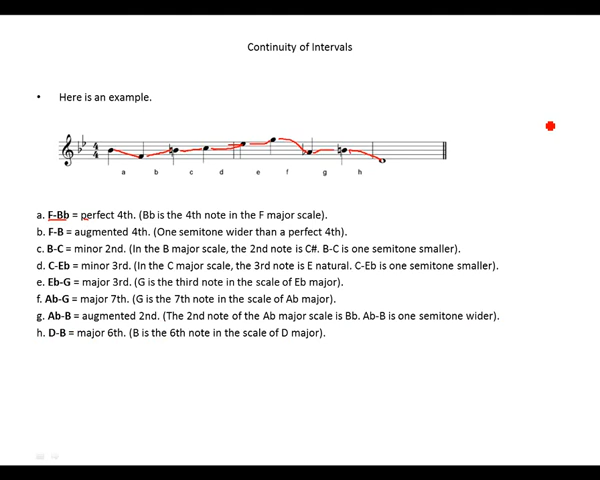 Continuity of Intervals
• Here is an example.
4
4
a b c d e f g h
a. F-Bb = perfect 4th. (Bb is the 4th note in the F major scale).
b. F-B = augmented 4th. (One semitone wider than a perfect 4th).
c. B-C = minor 2nd. (In the B major scale, the 2nd note is C#. B-C is one semitone smaller).
d. C-Eb = minor 3rd. (In the C major scale, the 3rd note is E natural. C-Eb is one semitone smaller).
e. Eb-G = major 3rd. (G is the third note in the scale of Eb major).
f. Ab-G = major 7th. (G is the 7th note in the scale of Ab major).
g. Ab-B = augmented 2nd. (The 2nd note of the Ab major scale is Bb. Ab-B is one semitone wider).
h. D-B = major 6th. (B is the 6th note in the scale of D major).